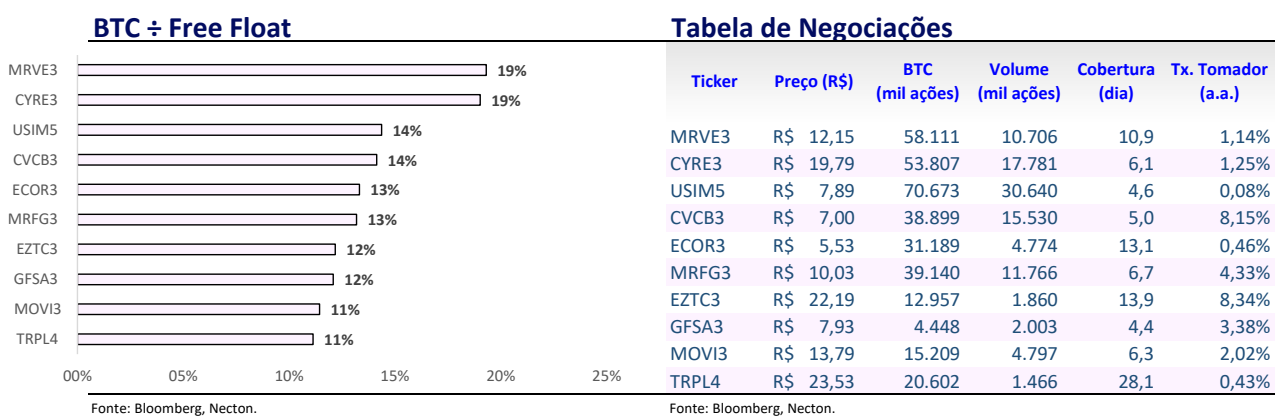 BTC ÷ Free Float
MRVE3 19%
CYRE3 19%
USIM5 14%
CVCB3 14%
ECOR3 13%
MRFG3 13%
EZTC3 12%
GFSA3 12%
MOVI3 11%
TRPL4 11%
00% 05% 10% 15% 20% 25%
Fonte: Bloomberg, Necton.
Tabela de Negociações
Ticker Preço (R$) BTC (mil ações) Volume (mil ações) Cobertura (dia) Tx. Tomador (a.a.)
MRVE3 R$ 12,15 58.111 10.706 10,9 1,14%
CYRE3 R$ 19,79 53.807 17.781 6,1 1,25%
USIM5 R$ 7,89 70.673 30.640 4,6 0,08%
CVCB3 R$ 7,00 38.899 15.530 5,0 8,15%
ECOR3 R$ 5,53 31.189 4.774 13,1 0,46%
MRFG3 R$ 10,03 39.140 11.766 6,7 4,33%
EZTC3 R$ 22,19 12.957 1.860 13,9 8,34%
GFSA3 R$ 7,93 4.448 2.003 4,4 3,38%
MOVI3 R$ 13,79 15.209 4.797 6,3 2,02%
TRPL4 R$ 23,53 20.602 1.466 28,1 0,43%
Fonte: Bloomberg, Necton.